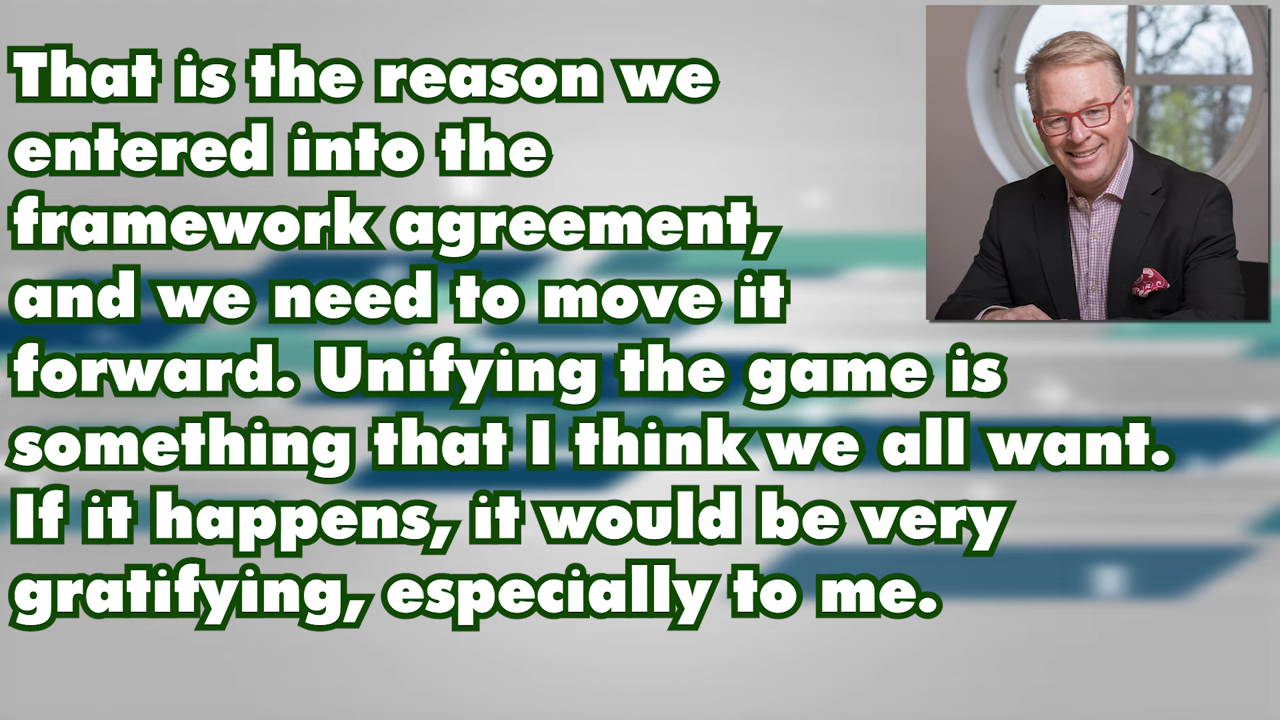 That is the reason we
entered into the
framework agreement,
and we need to move it
forward. Unifying the game is
something that I think we all want.
If it happens, it would be very
gratifying, especially to me.